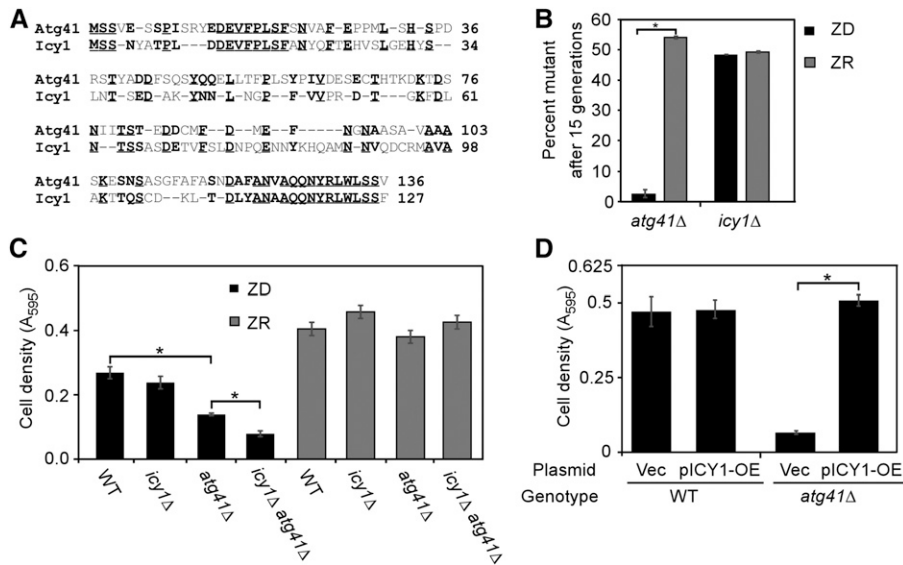 A
Atg41 MSSVE-SSPISRYEDEVFPLSFSNVAF-EPPML-SH-SPD 36
Icy1 MSSNYATPL---DDEVFPLSFANYQFTEHVSLGEHYS--- 34
RSTYADDFSQSYQQELLTFPLSYPIVDESECTHTKDKTDS 76
LNT-SED-AK-YNN-L-NGP--F-VVPR-D-T---GKFDL 61
NIITST-EDDCMF--D--M-E--F----NGNAASA-VAAA 103
N--TSSASDETVFSLDNPQENNYKHQAMN-NVQDCRMAVA 98
Atg41
Icy1
Atg41
Icy1
Atg41 SKESNSASGFAFASNDAFANVAQQNYRLWLSSV 136
Icy1 AKTTQSCD--KL-T-DLYANAAQQNYRLWLSSF 127
B
Percent mutant
after 15 generations
60
50
40
30
20
10
0
*
ZD
ZR
atg41Δ icy1Δ
C
Cell density (A595)
0.6
0.4
0.2
0.0
ZD
ZR
* *
WT icy1Δ atg41Δ icy1Δ atg41Δ WT icy1Δ atg41Δ icy1Δ atg41Δ
D
Cell density (A595)
0.625
0.5
0.25
0
*
Plasmid Vec pICY1-OE Vec pICY1-OE
Genotype WT atg41Δ